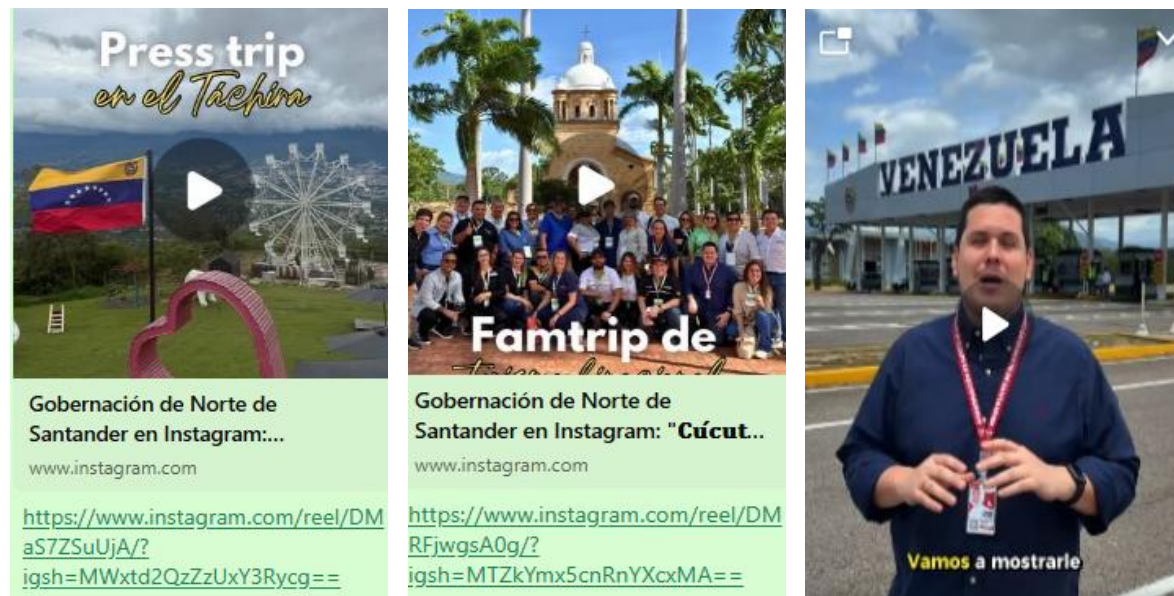 Press trip
en el Táchira
Gobernación de Norte de
Santander en Instagram:...
www.instagram.com
https://www.instagram.com/reel/DM
aS7ZSuUjA/?
igsh=MWxtd2QzZzUxY3Rycg==
Famtrip de
Gobernación de Norte de
Santander en Instagram: "𝐂ú𝐜𝐮𝐭...
www.instagram.com
https://www.instagram.com/reel/DM
RFjwgsA0g/?
igsh=MTZkYmx5cnRnYXcxMA==
VENEZUELA
Vamos a mostrarle